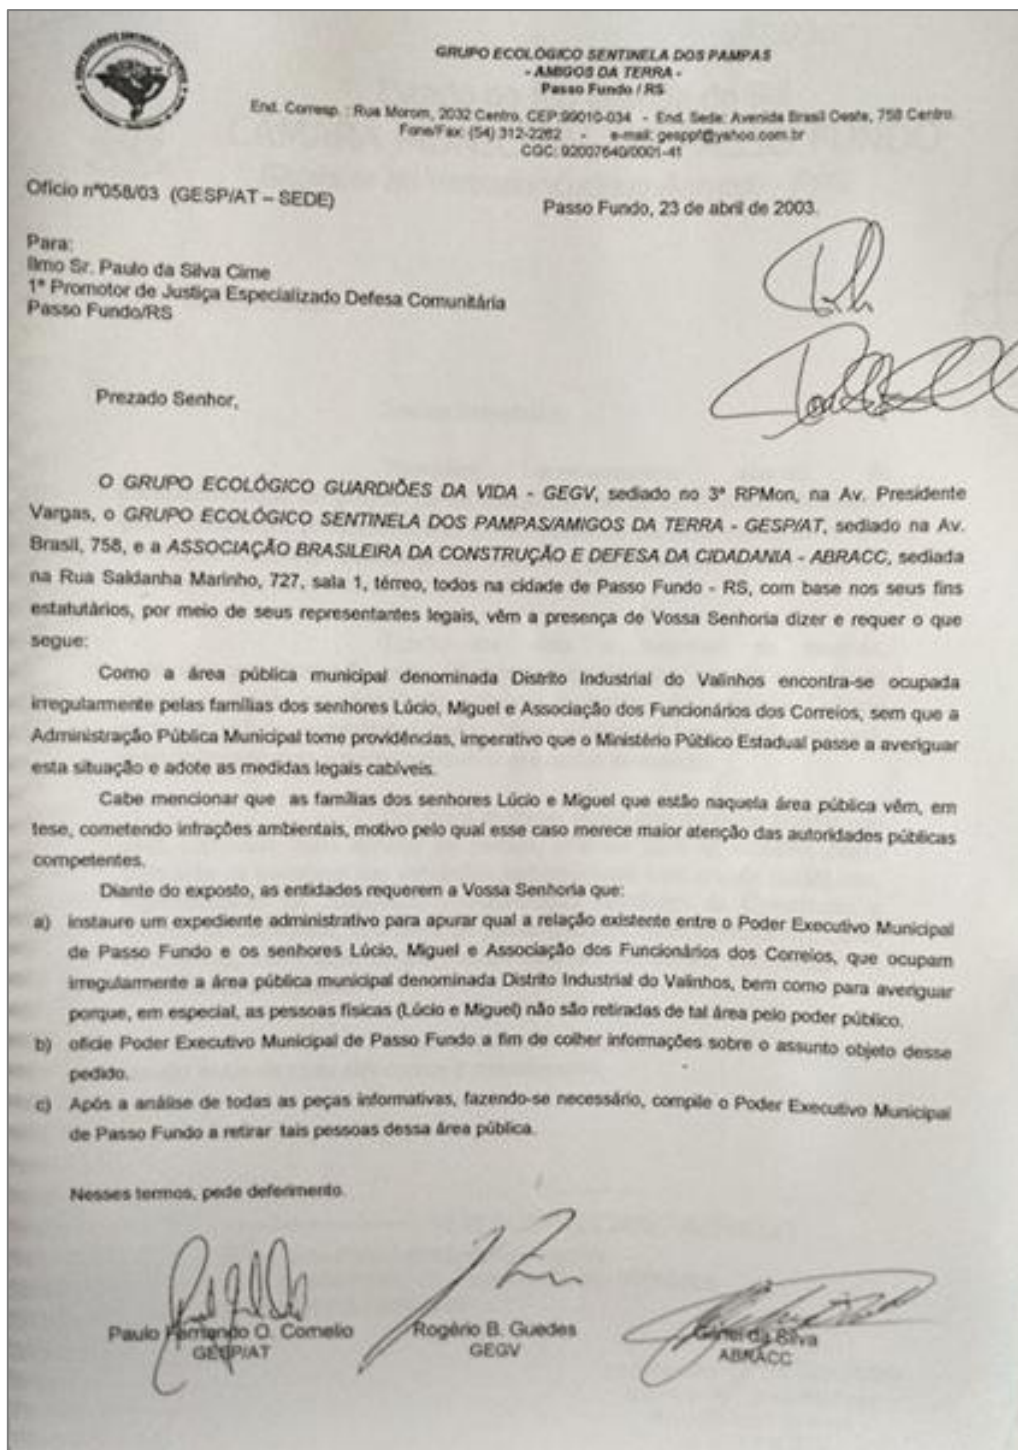 GRUPO ECOLÓGICO SENTINELA DOS PAMPAS
- AMIGOS DA TERRA -
Passo Fundo / RS
End. Corresp. : Rua Morom, 2032 Centro. CEP:99010-034 - End. Sede: Avenida Brasil Oeste, 758 Centro.
Fone/Fax: (54) 312-2262 - e-mail: gesppf@yahoo.com.br
CGC: 92007640/0001-41
Ofício nº058/03 (GESP/AT – SEDE)
Passo Fundo, 23 de abril de 2003.
Para:
Ilmo Sr. Paulo da Silva Cirne
1º Promotor de Justiça Especializado Defesa Comunitária
Passo Fundo/RS
Prezado Senhor,
O GRUPO ECOLÓGICO GUARDIÕES DA VIDA - GEGV, sediado no 3º RPMon, na Av. Presidente
Vargas, o GRUPO ECOLÓGICO SENTINELA DOS PAMPAS/AMIGOS DA TERRA - GESP/AT, sediado na Av.
Brasil, 758, e a ASSOCIAÇÃO BRASILEIRA DA CONSTRUÇÃO E DEFESA DA CIDADANIA - ABRACC, sediada
na Rua Saldanha Marinho, 727, sala 1, térreo, todos na cidade de Passo Fundo - RS, com base nos seus fins
estatutários, por meio de seus representantes legais, vêm a presença de Vossa Senhoria dizer e requer o que
segue:
Como a área pública municipal denominada Distrito Industrial do Valinhos encontra-se ocupada
irregularmente pelas famílias dos senhores Lúcio, Miguel e Associação dos Funcionários dos Correios, sem que a
Administração Pública Municipal tome providências, imperativo que o Ministério Público Estadual passe a averiguar
esta situação e adote as medidas legais cabíveis.
Cabe mencionar que as famílias dos senhores Lúcio e Miguel que estão naquela área pública vêm, em
tese, cometendo infrações ambientais, motivo pelo qual esse caso merece maior atenção das autoridades públicas
competentes.
Diante do exposto, as entidades requerem a Vossa Senhoria que:
a) instaure um expediente administrativo para apurar qual a relação existente entre o Poder Executivo Municipal
de Passo Fundo e os senhores Lúcio, Miguel e Associação dos Funcionários dos Correios, que ocupam
irregularmente a área pública municipal denominada Distrito Industrial do Valinhos, bem como para averiguar
porque, em especial, as pessoas físicas (Lúcio e Miguel) não são retiradas de tal área pelo poder público.
b) oficie Poder Executivo Municipal de Passo Fundo a fim de colher informações sobre o assunto objeto desse
pedido.
c) Após a análise de todas as peças informativas, fazendo-se necessário, compile o Poder Executivo Municipal
de Passo Fundo a retirar tais pessoas dessa área pública.
Nesses termos, pede deferimento.
Paulo Fernando O. Cornelio
GESP/AT
Rogério B. Guedes
GEGV
da Silva
ABRACC